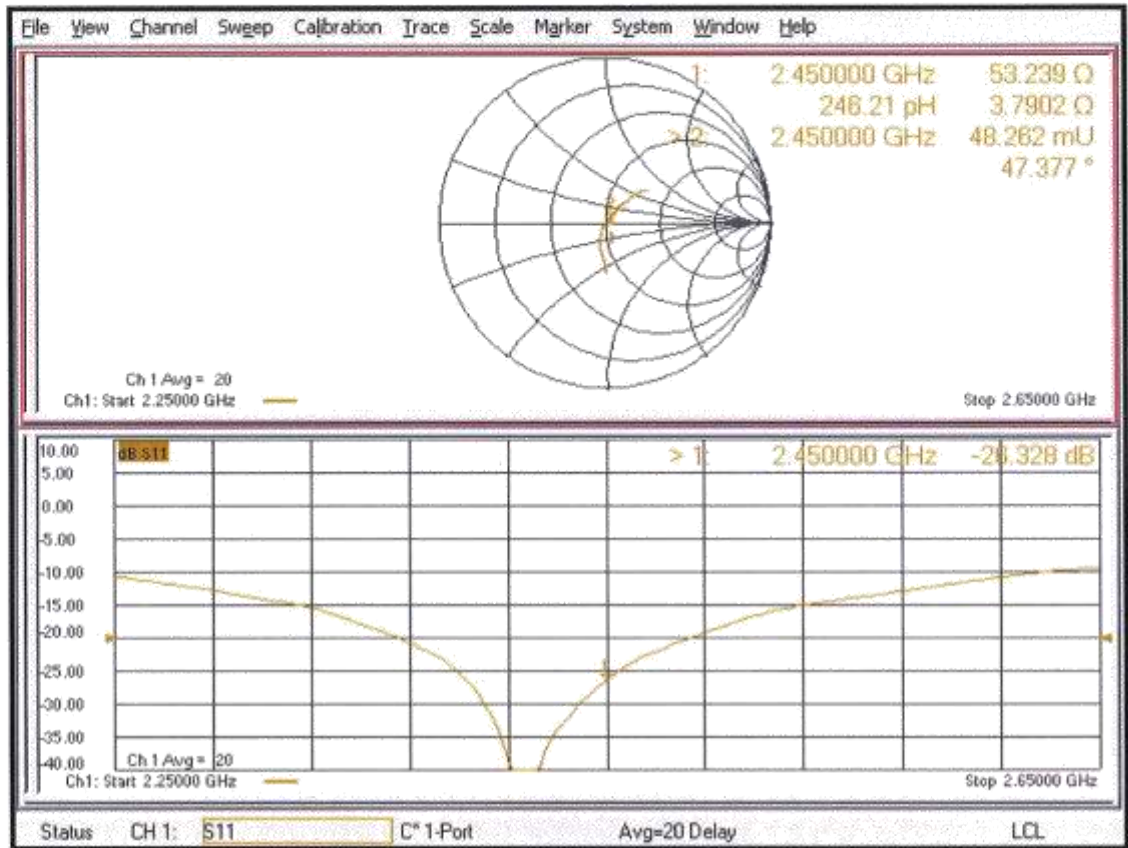 File View Channel Sweep Calibration Trace Scale Marker System Window Help
1: 2.450000 GHz 53.239 Ω
246.21 pH 3.7902 Ω
> 2: 2.450000 GHz 48.262 mU
47.377 °
Ch 1 Avg = 20
Ch1: Start 2.25000 GHz
Stop 2.65000 GHz
10.00
dB S11
> 1: 2.450000 GHz -26.328 dB
5.00
0.00
-5.00
-10.00
-15.00
-20.00
-25.00
-30.00
-35.00
-40.00
Ch 1 Avg = 20
Ch1: Start 2.25000 GHz
Stop 2.65000 GHz
Status CH 1: S11 C* 1-Port Avg=20 Delay LCL